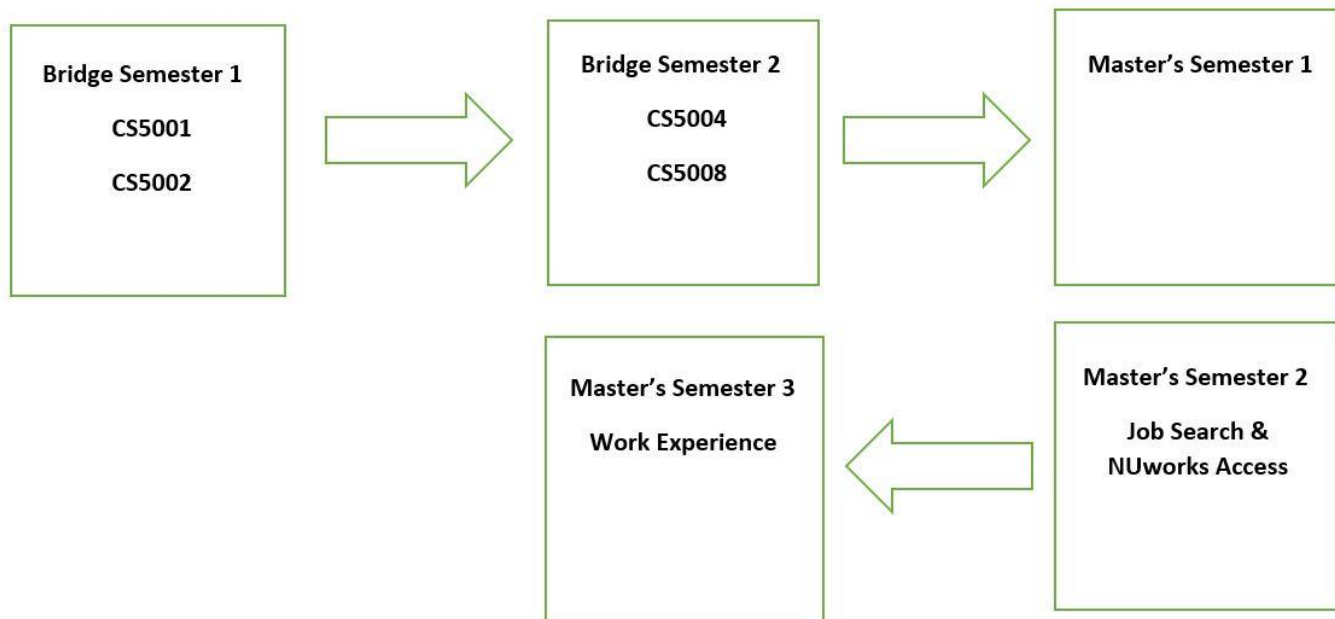 Bridge Semester 1
CS5001
CS5002
Bridge Semester 2
CS5004
CS5008
Master’s Semester 1
Master’s Semester 2
Job Search &
NUworks Access
Master’s Semester 3
Work Experience